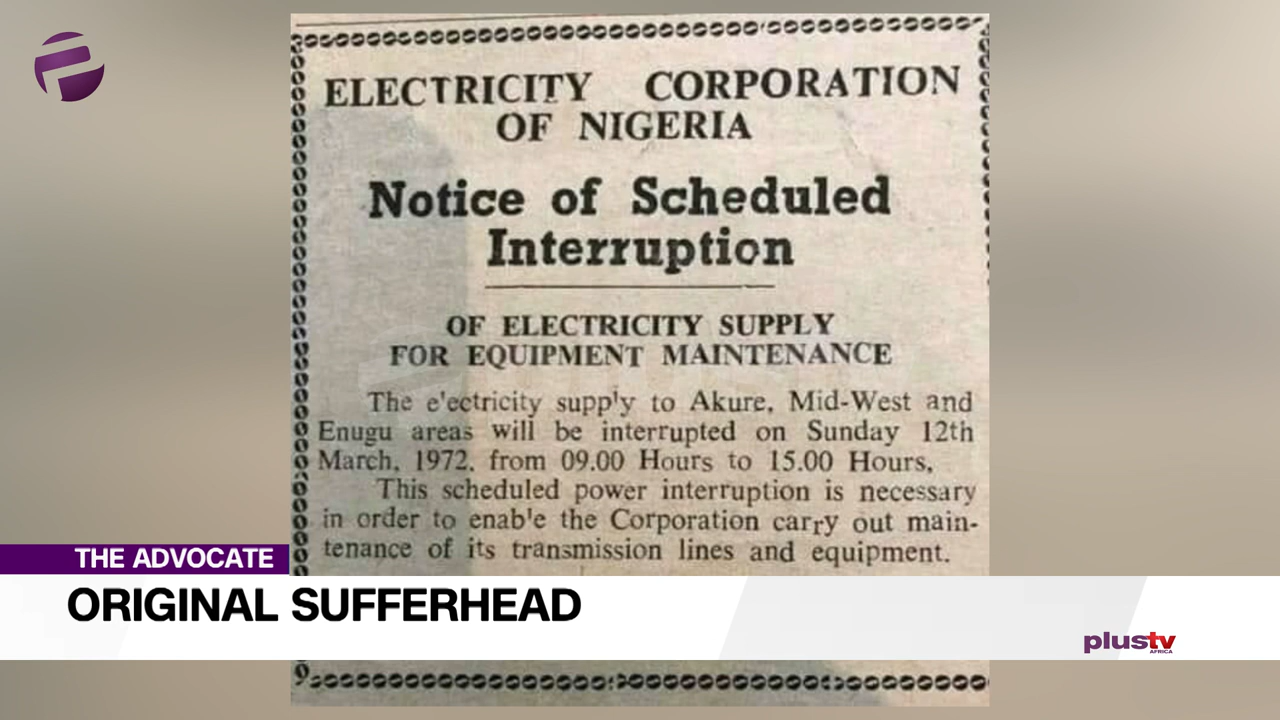 ELECTRICITY CORPORATION
OF NIGERIA
Notice of Scheduled
Interruption
OF ELECTRICITY SUPPLY
FOR EQUIPMENT MAINTENANCE
The e'ectricity supp'y to Akure, Mid-West and
Enugu areas will be interrupted on Sunday 12th
March, 1972, from 09.00 Hours to 15.00 Hours,
This scheduled power interruption is necessary
in order to enab'e the Corporation carry out main-
tenance of its transmission lines and equipment.
THE ADVOCATE
ORIGINAL SUFFERHEAD
plustv
AFRICA